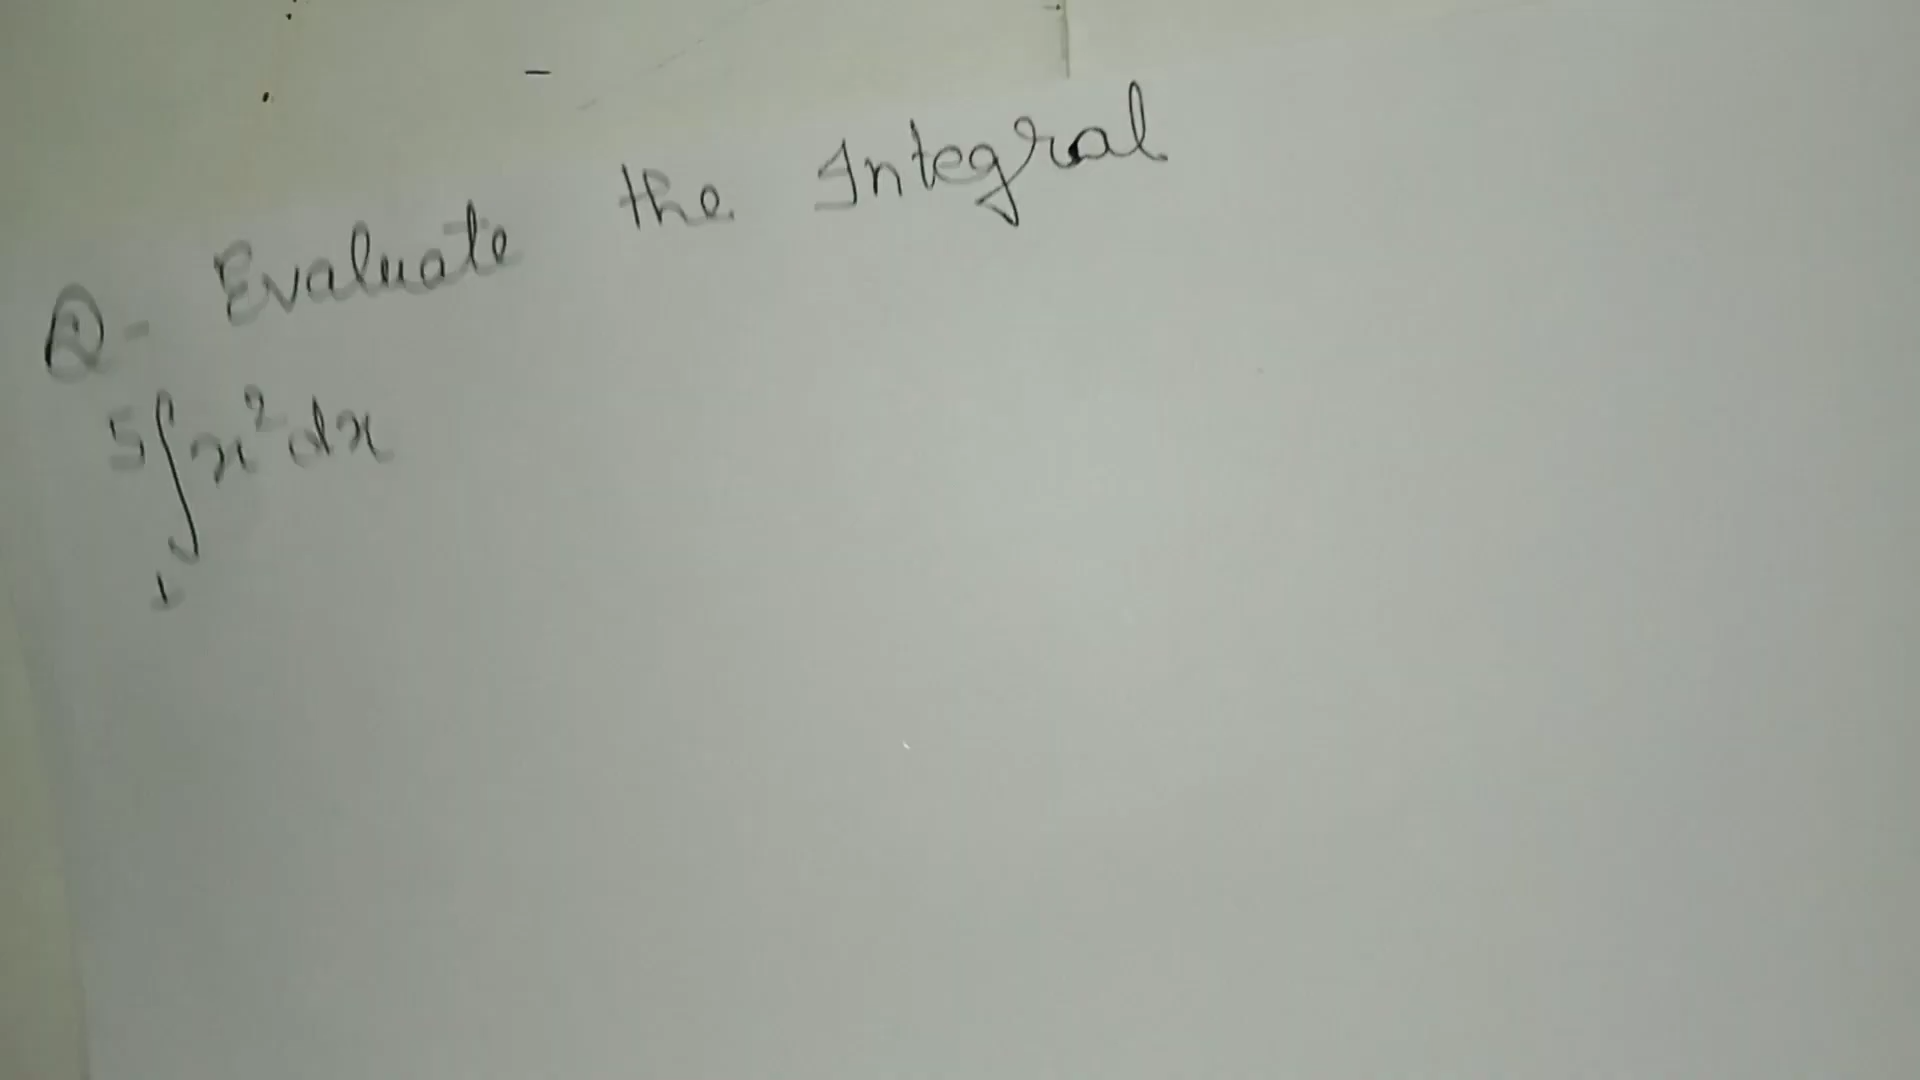 Q- Evaluate the Integral
5∫x² dx
1